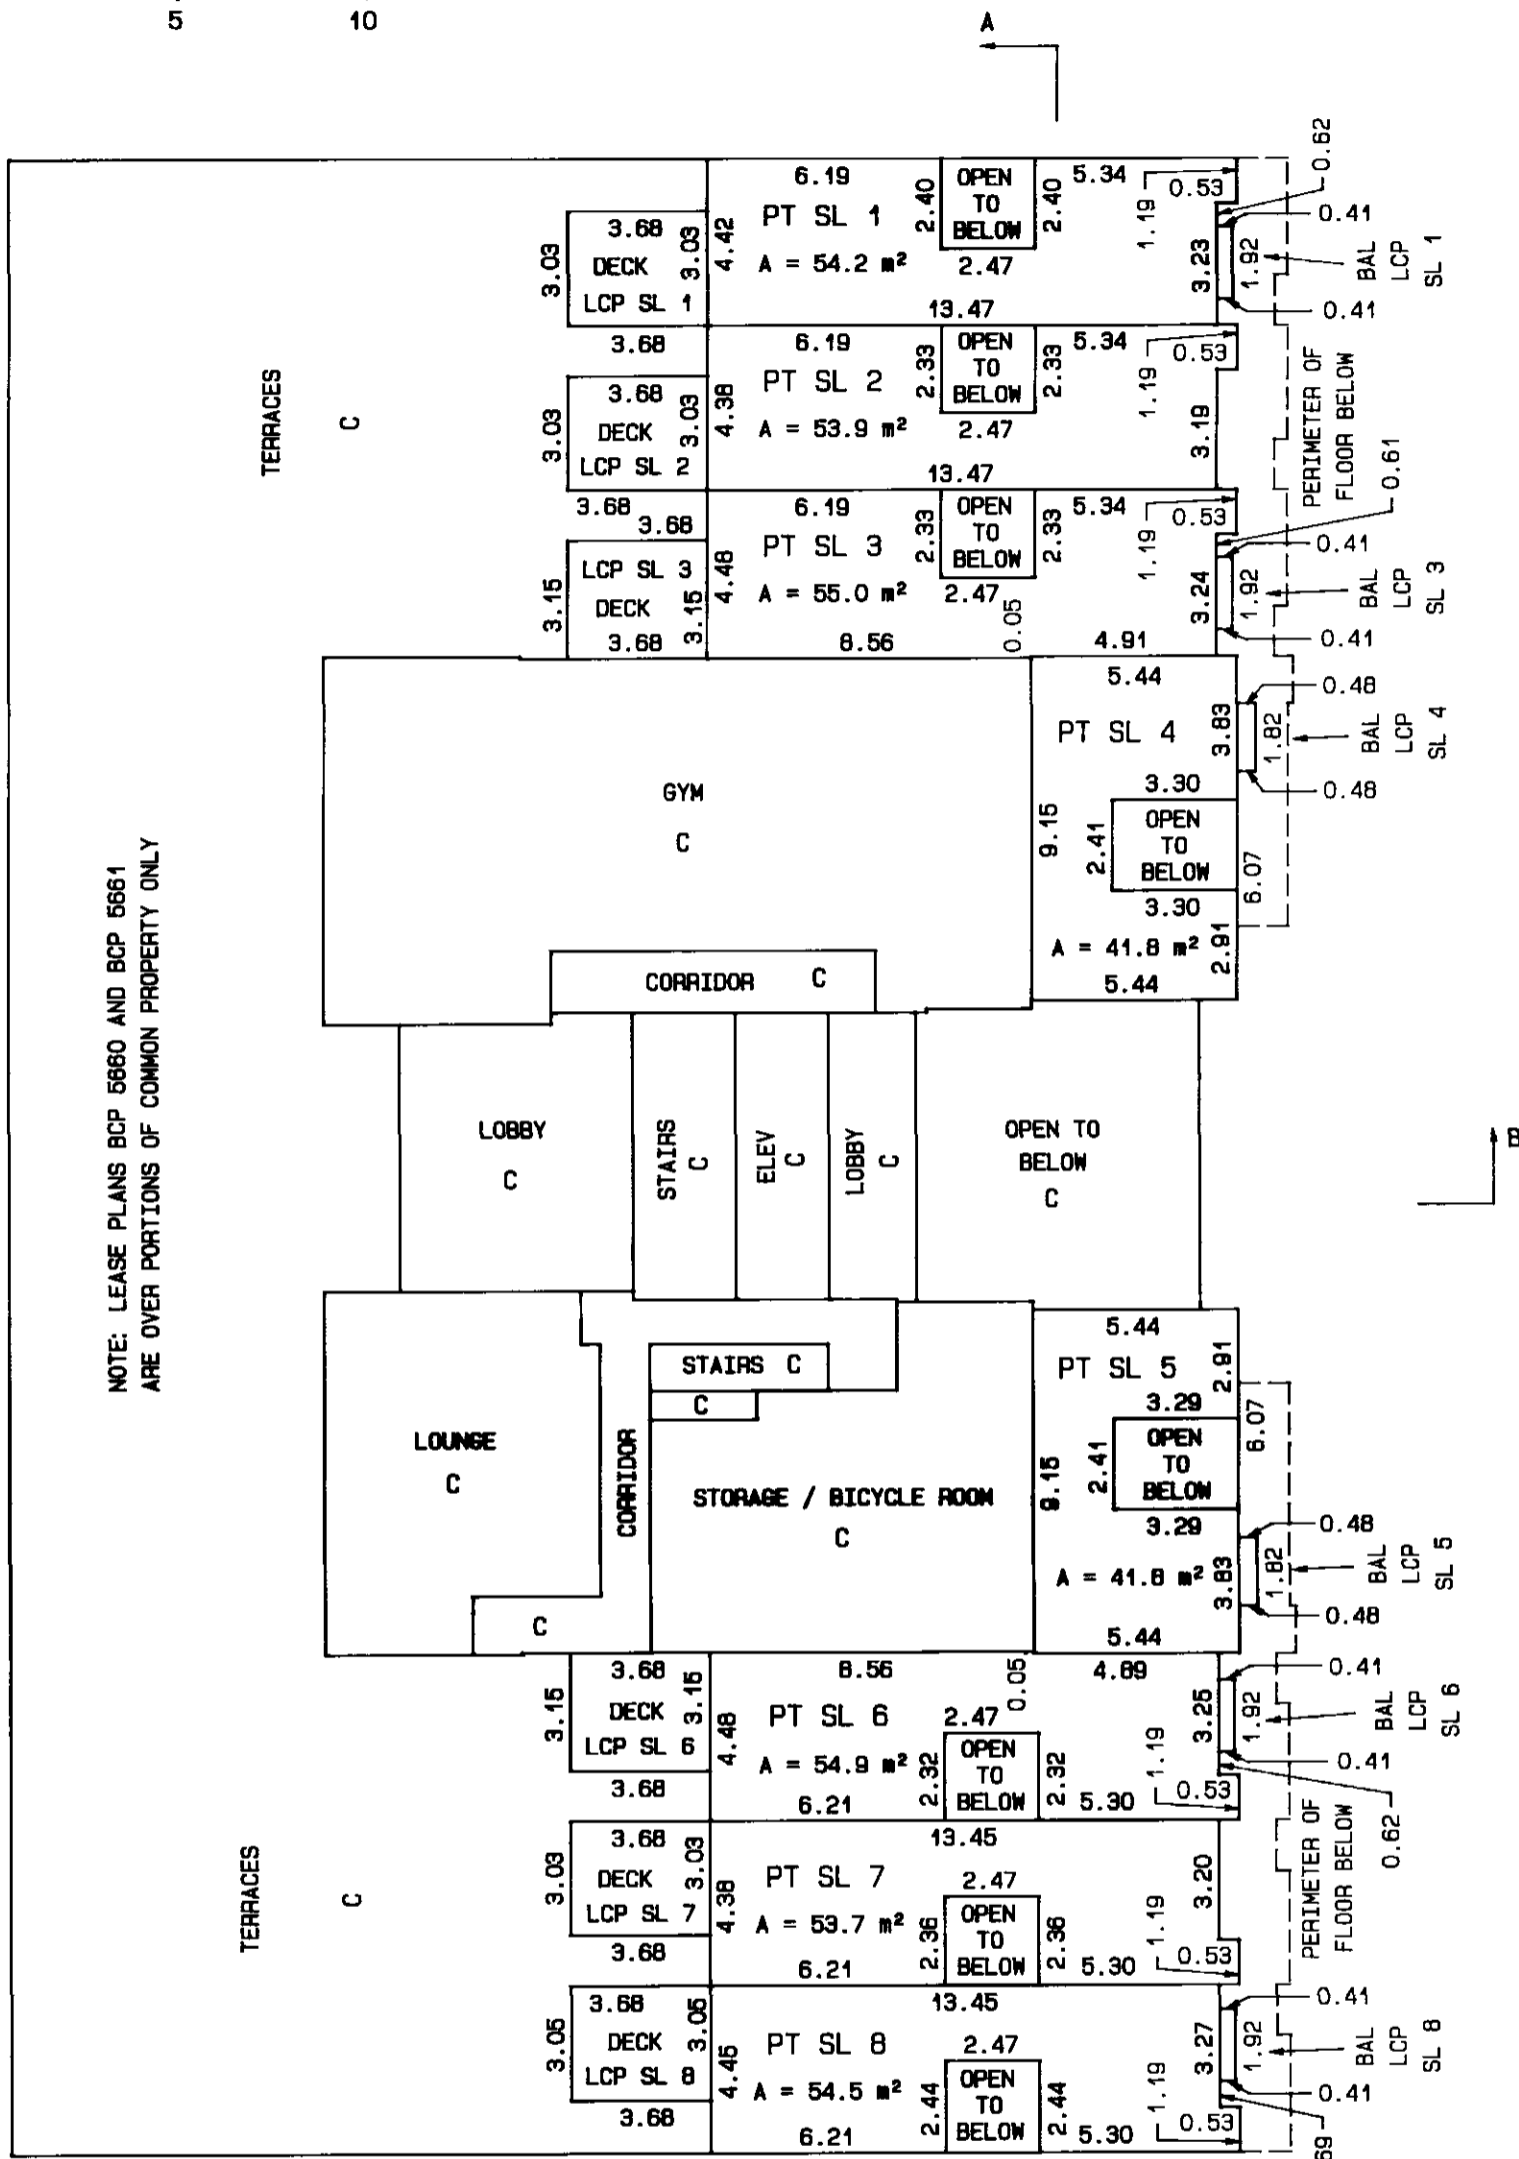 5 10
A
TERRACES
C
3.03
3.68
DECK
LCP SL 1
3.03
3.68
4.42
6.19
PT SL 1
A = 54.2 m²
13.47
2.40
OPEN
TO
BELOW
2.40
2.47
5.34
1.19
0.53
0.62
0.41
3.23
1.92
0.41
BAL
LCP
SL 1
3.03
3.68
DECK
LCP SL 2
3.03
3.68
4.38
6.19
PT SL 2
A = 53.9 m²
13.47
2.33
OPEN
TO
BELOW
2.33
2.47
5.34
1.19
0.53
3.19
PERIMETER OF
FLOOR BELOW
3.68
3.15
LCP SL 3
DECK
3.15
3.68
4.48
6.19
PT SL 3
A = 55.0 m²
8.56
0.05
4.91
2.33
OPEN
TO
BELOW
2.33
2.47
5.34
1.19
0.53
0.61
0.41
3.24
1.92
0.41
BAL
LCP
SL 3
GYM
C
5.44
PT SL 4
3.83
9.15
3.30
2.41
OPEN
TO
BELOW
3.30
6.07
A = 41.8 m²
2.91
5.44
0.48
1.82
0.48
BAL
LCP
SL 4
NOTE: LEASE PLANS BCP 5660 AND BCP 5661
ARE OVER PORTIONS OF COMMON PROPERTY ONLY
CORRIDOR C
LOBBY
C
STAIRS
C
ELEV
C
LOBBY
C
OPEN TO
BELOW
C
B
LOUNGE
C
CORRIDOR
STAIRS C
C
STORAGE / BICYCLE ROOM
C
C
5.44
PT SL 5
2.91
3.29
9.15
2.41
OPEN
TO
BELOW
3.29
6.07
A = 41.8 m²
3.83
5.44
0.48
1.82
0.48
BAL
LCP
SL 5
3.15
3.68
DECK
LCP SL 6
3.15
3.68
4.48
8.56
0.05
4.89
PT SL 6
A = 54.9 m²
6.21
2.47
2.32
OPEN
TO
BELOW
2.32
5.30
1.19
0.53
3.25
0.41
1.92
0.41
0.62
BAL
LCP
SL 6
TERRACES
C
3.03
3.68
DECK
LCP SL 7
3.03
3.68
4.38
13.45
PT SL 7
A = 53.7 m²
6.21
2.47
2.36
OPEN
TO
BELOW
2.36
5.30
1.19
0.53
3.20
PERIMETER OF
FLOOR BELOW
3.05
3.68
DECK
LCP SL 8
3.05
3.68
4.45
13.45
PT SL 8
A = 54.5 m²
6.21
2.47
2.44
OPEN
TO
BELOW
2.44
5.30
1.19
0.53
3.27
0.41
1.92
0.41
69
BAL
LCP
SL 8